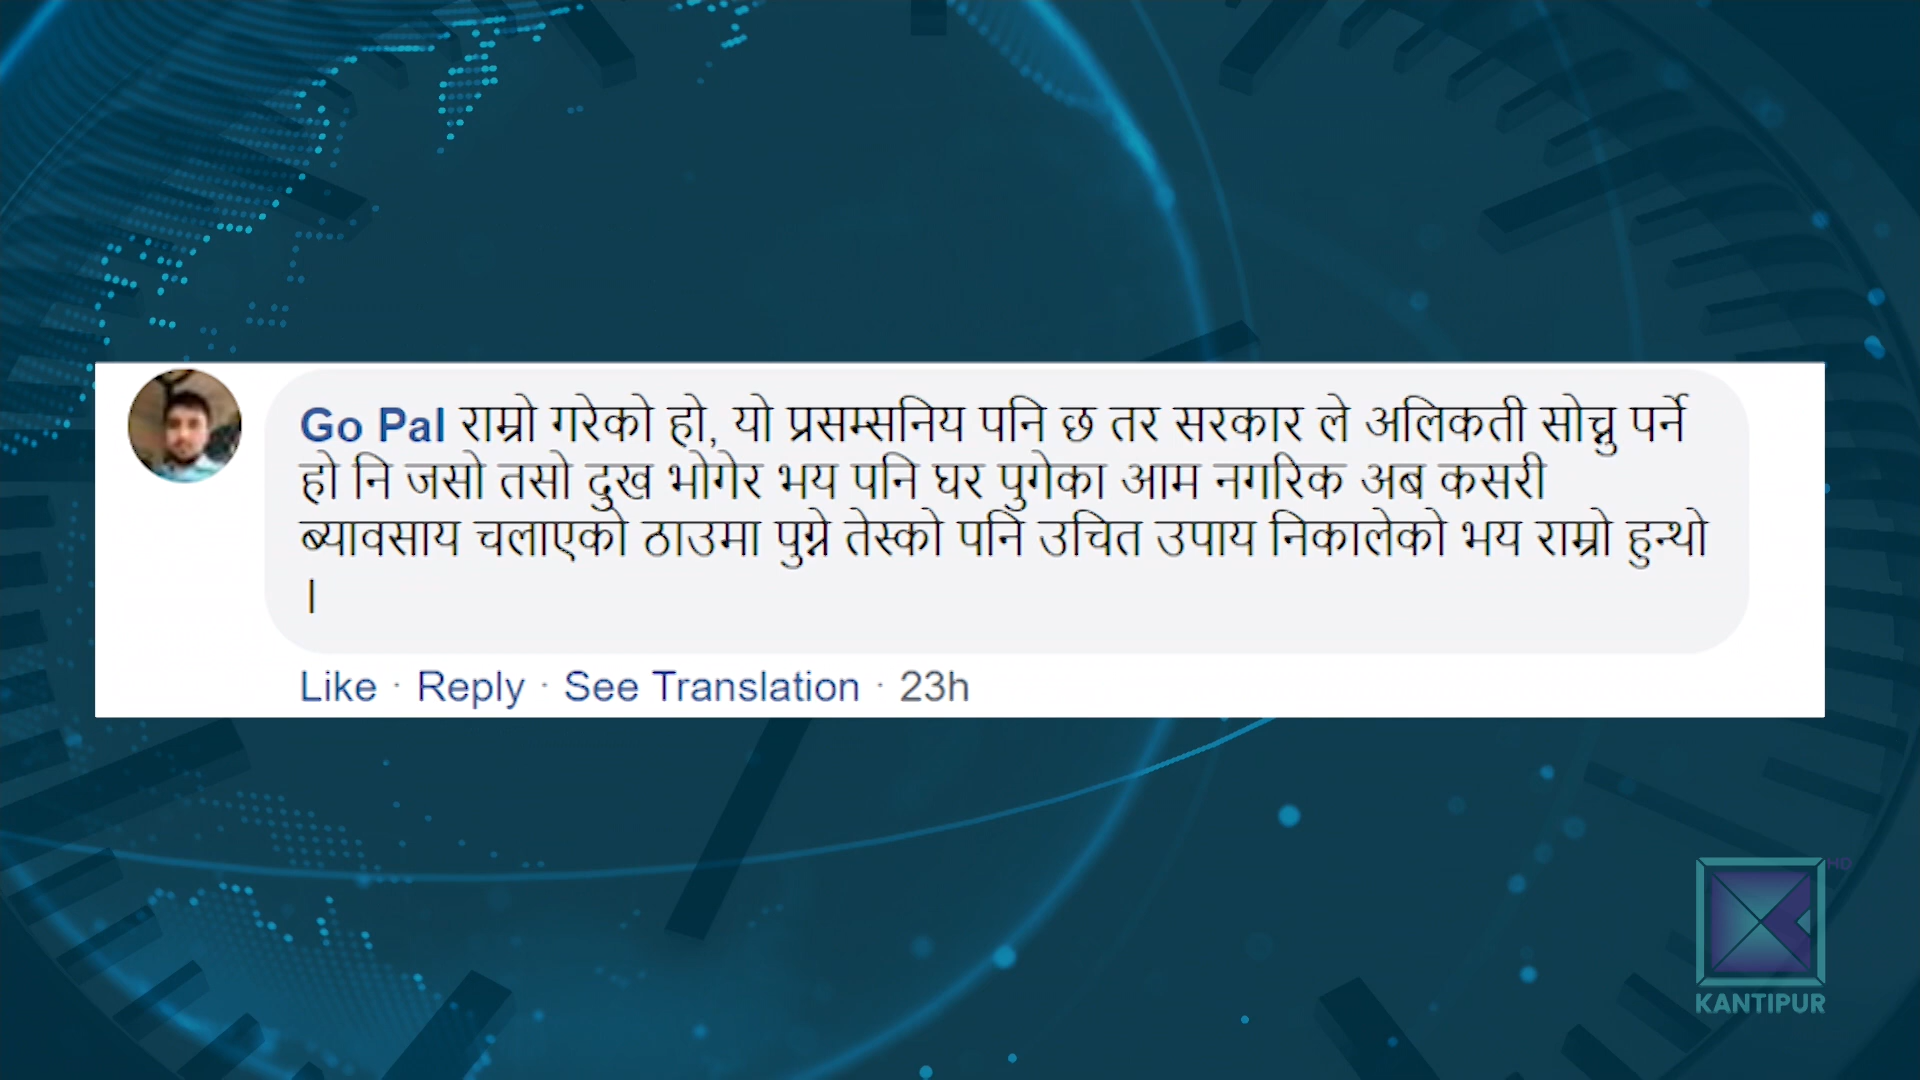 Go Pal राम्रो गरेको हो, यो प्रसम्सनिय पनि छ तर सरकार ले अलिकती सोच्नु पर्ने
हो नि जसो तसो दुख भोगेर भय पनि घर पुगेका आम नगरिक अब कसरी
ब्यावसाय चलाएको ठाउमा पुग्ने तेस्को पनि उचित उपाय निकालेको भय राम्रो हुन्थो
।
Like · Reply · See Translation · 23h
HD
KANTIPUR